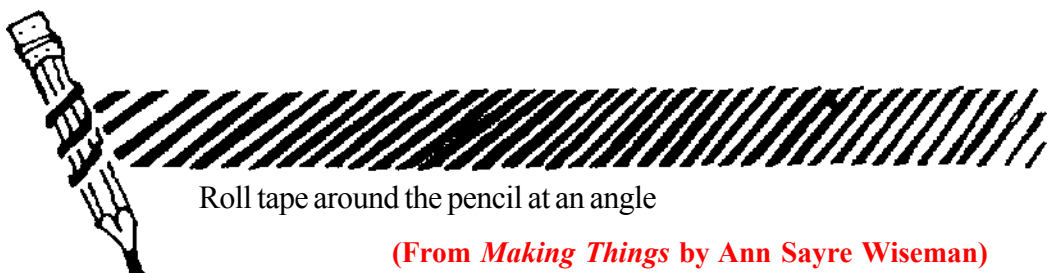 Roll tape around the pencil at an angle
(From Making Things by Ann Sayre Wiseman)